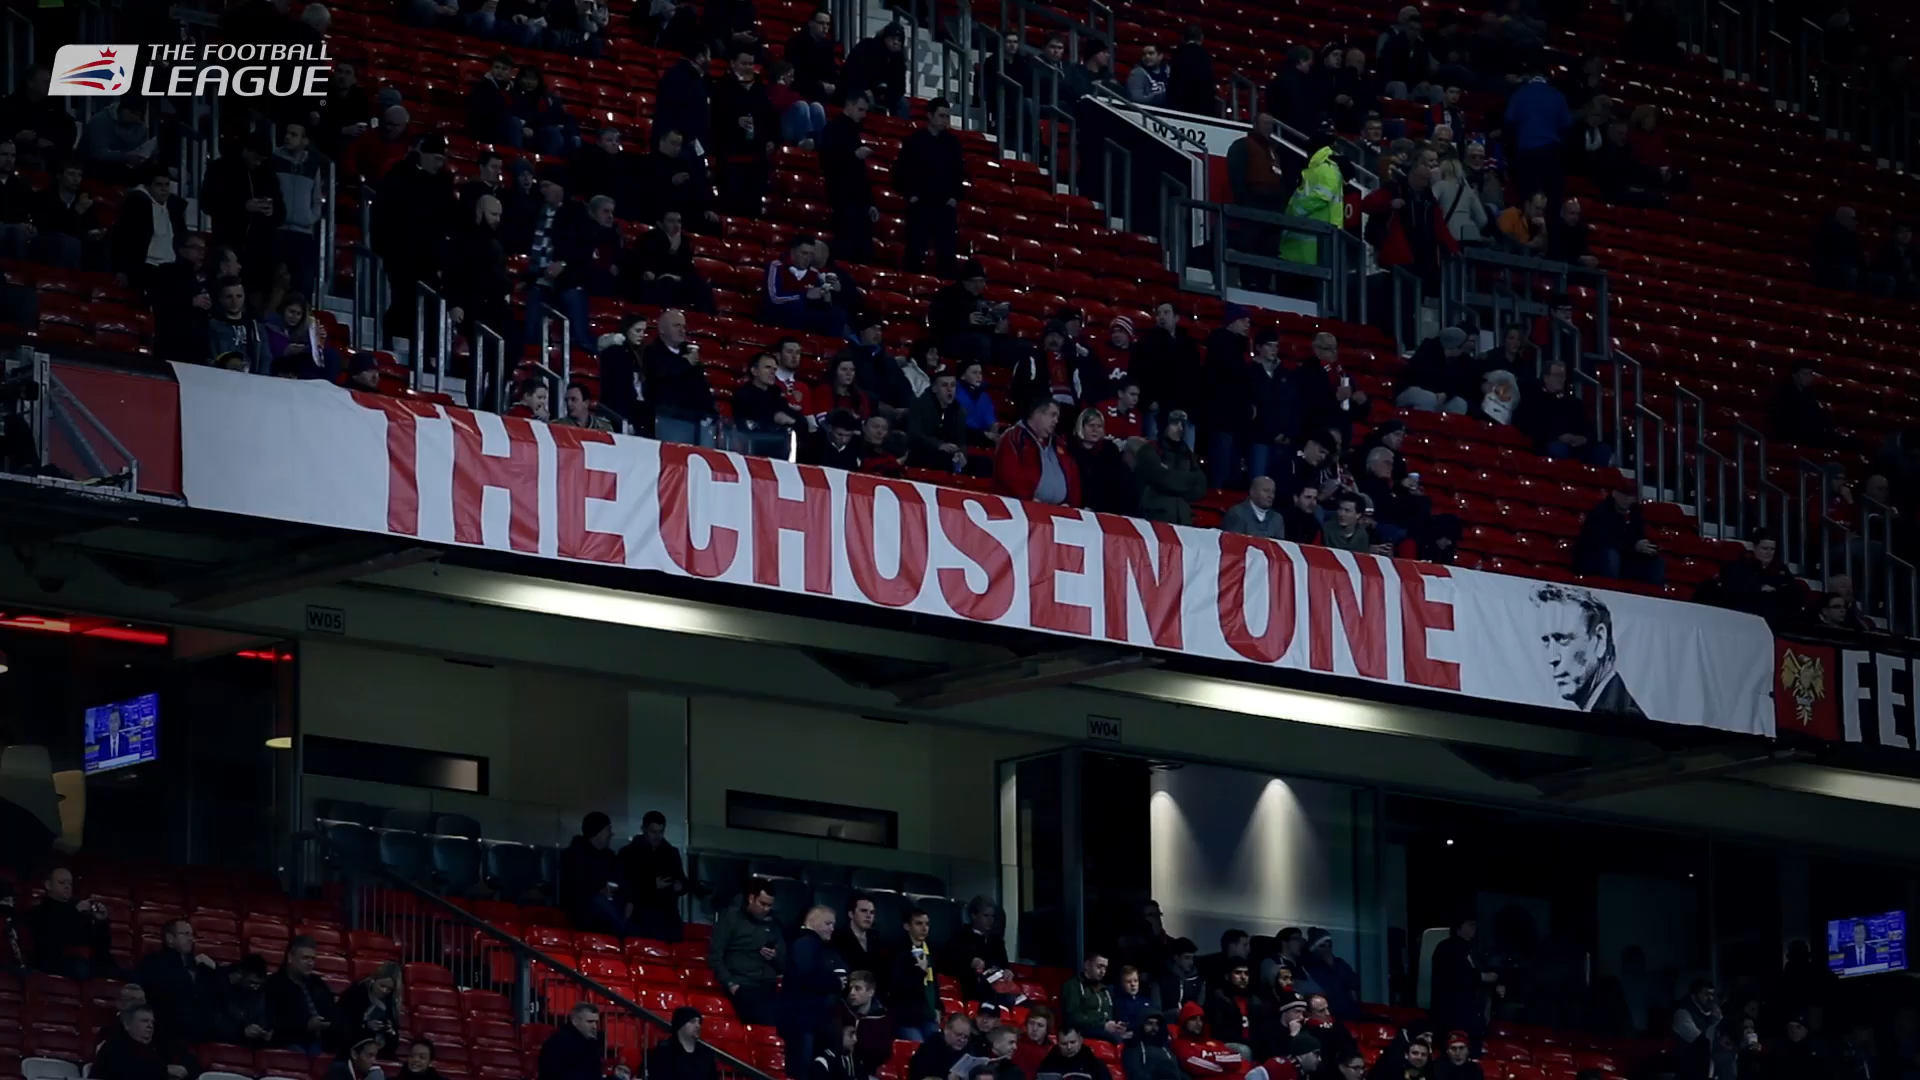 THE FOOTBALL
LEAGUE
W3102
THE CHOSEN ONE
W05
W04
FE